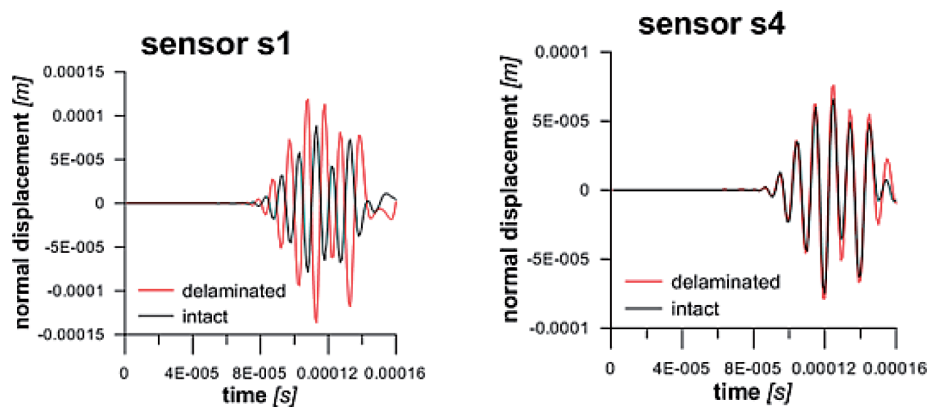 sensor s1
normal displacement [m]
0.00015
0.0001
5E-005
0
-5E-005
-0.0001
-0.00015
delaminated
intact
0
4E-005
8E-005
0.00012
0.00016
time [s]
sensor s4
normal displacement [m]
0.0001
5E-005
0
-5E-005
-0.0001
delaminated
intact
0
4E-005
8E-005
0.00012
0.00016
time [s]